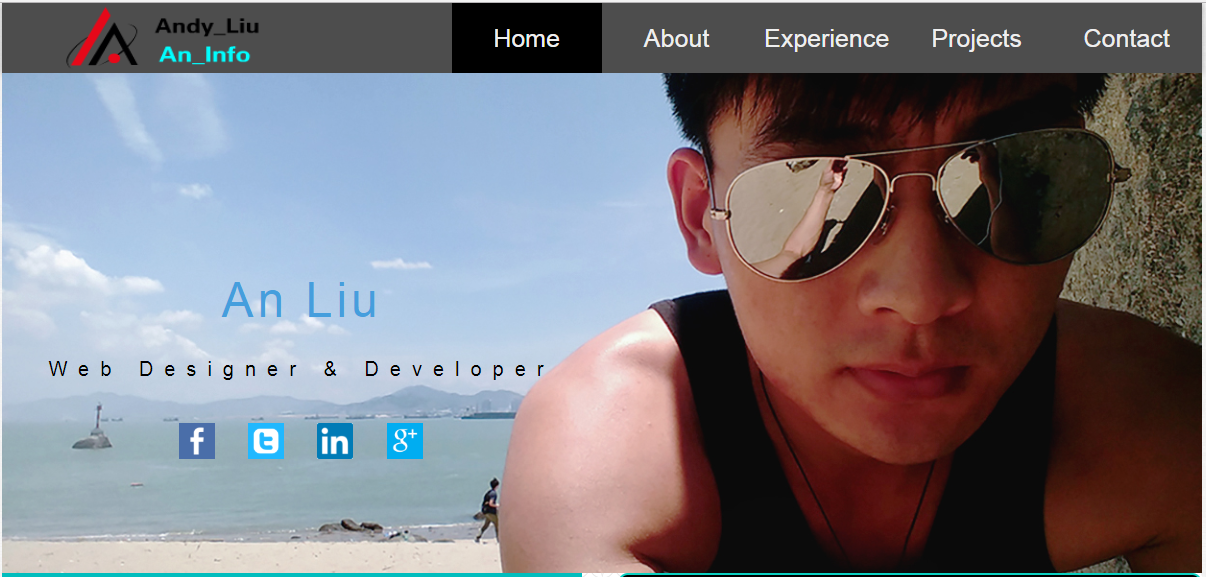 Andy_Liu
An_Info
Home About Experience Projects Contact
An Liu
Web Designer & Developer
f t in g+